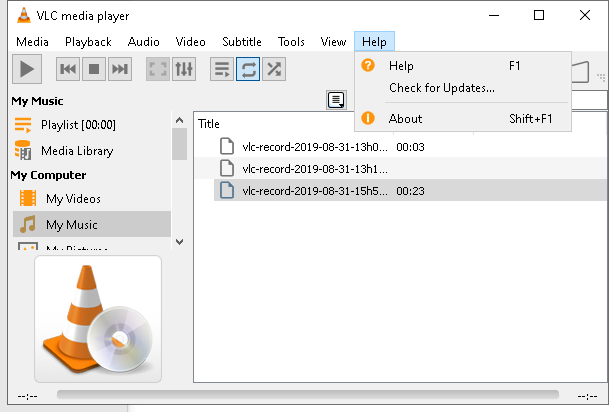 VLC media player
Media Playback Audio Video Subtitle Tools View Help
Help F1
Check for Updates...
About Shift+F1
My Music
Playlist [00:00]
Media Library
My Computer
My Videos
My Music
My Pictures
Title
vlc-record-2019-08-31-13h0... 00:03
vlc-record-2019-08-31-13h1...
vlc-record-2019-08-31-15h5... 00:23
--:-- --:--